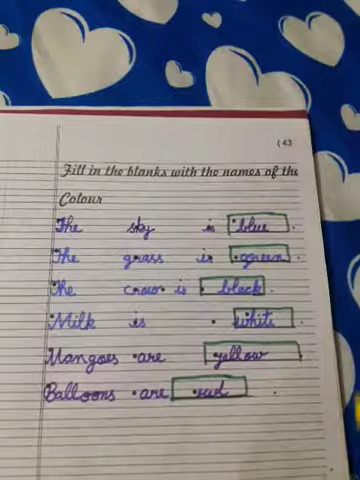 143
Fill in the blanks with the names of the
Colour
The sky is blue.
The grass is green.
The crow is black.
Milk is white.
Mangoes are yellow
Balloons are red.